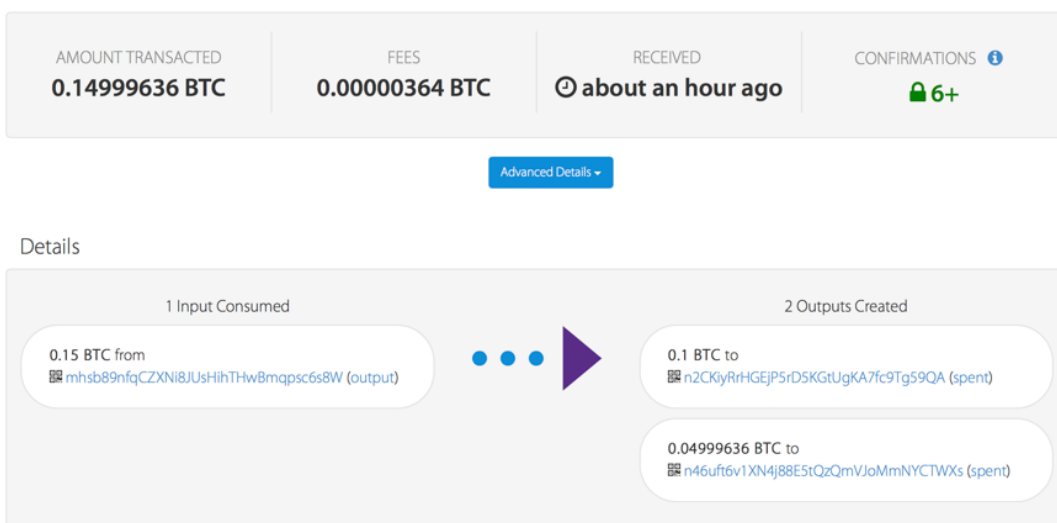 AMOUNT TRANSACTED
0.14999636 BTC
FEES
0.00000364 BTC
RECEIVED
about an hour ago
CONFIRMATIONS
6+
Advanced Details
Details
1 Input Consumed
0.15 BTC from
mhsb89nfqCZXNi8JUsHihTHwBmqpsc6s8W (output)
2 Outputs Created
0.1 BTC to
n2CKiyRrHGEjP5rD5KGtUgKA7fc9Tg59QA (spent)
0.04999636 BTC to
n46uft6v1XN4j88E5tQzQmVJoMmNYCTWXs (spent)